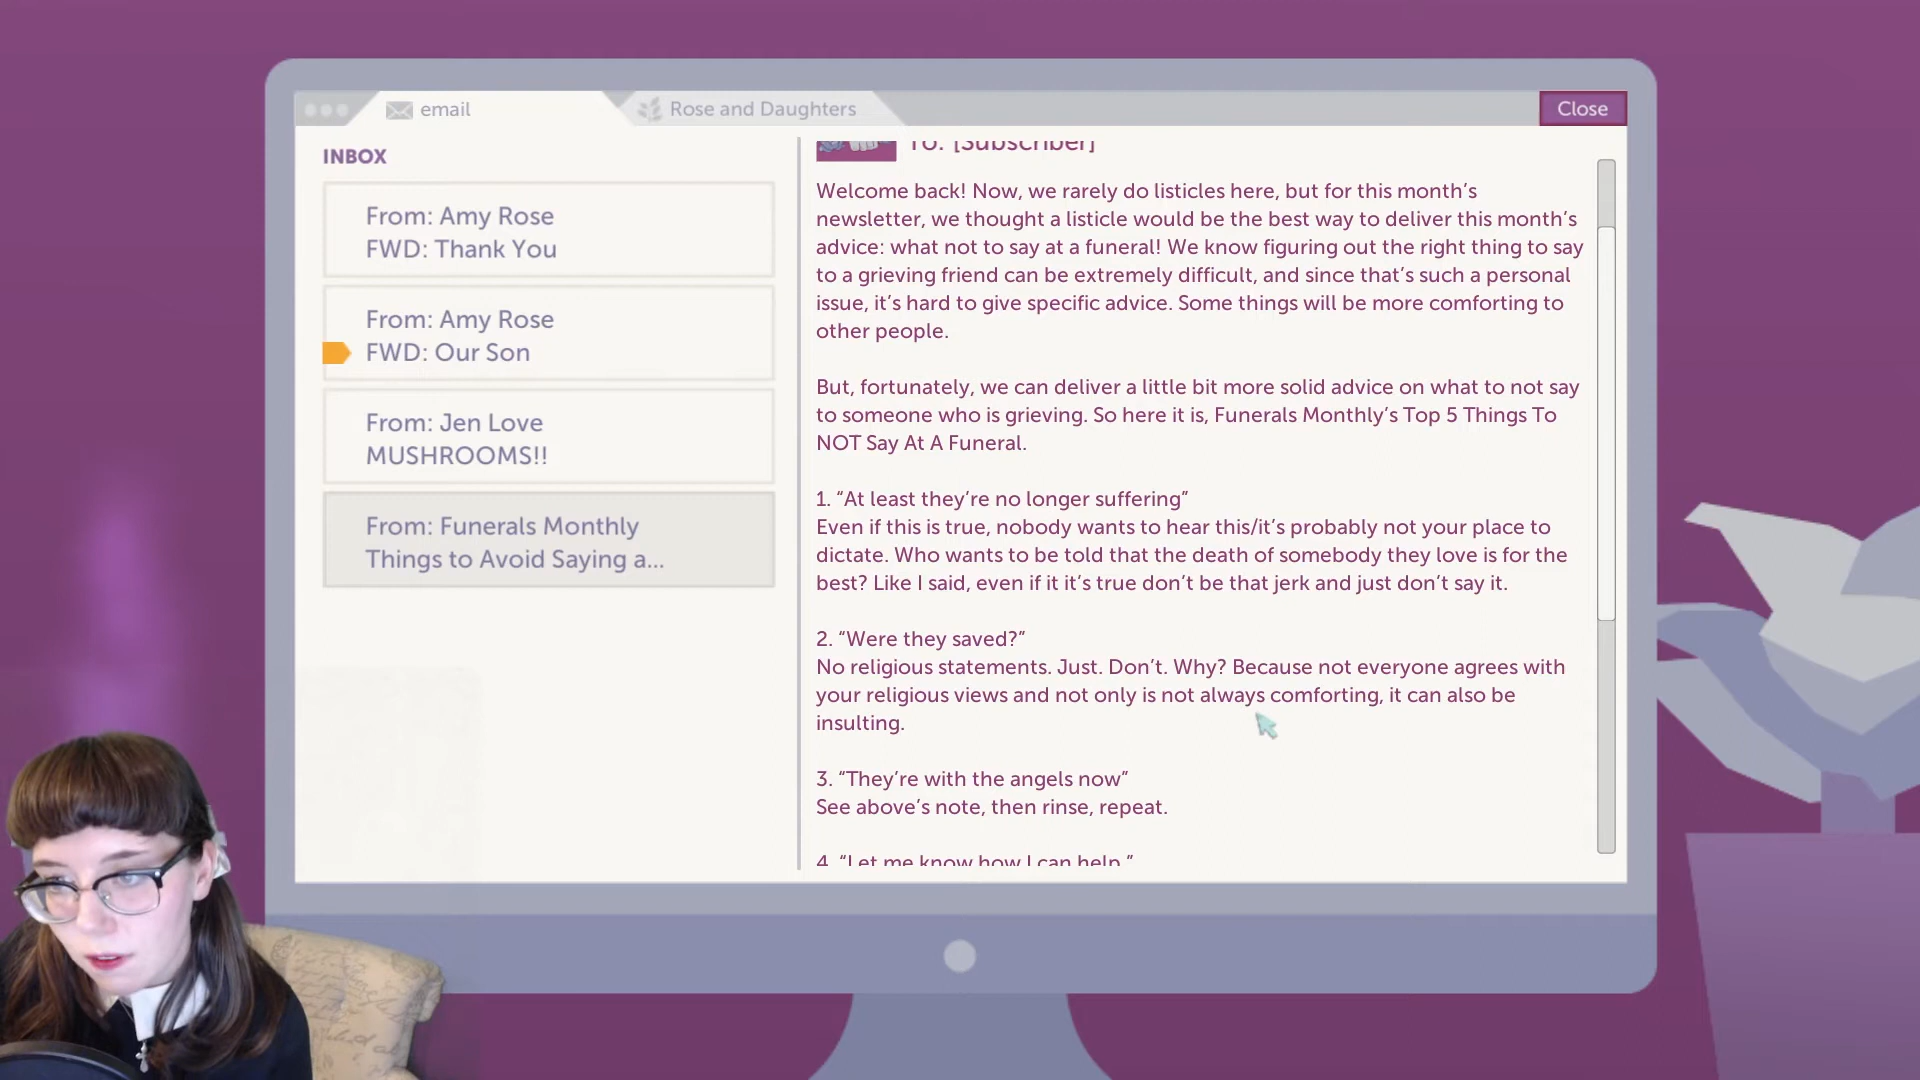 email
Rose and Daughters
Close
INBOX
From: Amy Rose
FWD: Thank You
From: Amy Rose
FWD: Our Son
From: Jen Love
MUSHROOMS!!
From: Funerals Monthly
Things to Avoid Saying a...
To: [Subscriber]
Welcome back! Now, we rarely do listicles here, but for this month’s
newsletter, we thought a listicle would be the best way to deliver this month’s
advice: what not to say at a funeral! We know figuring out the right thing to say
to a grieving friend can be extremely difficult, and since that’s such a personal
issue, it’s hard to give specific advice. Some things will be more comforting to
other people.
But, fortunately, we can deliver a little bit more solid advice on what to not say
to someone who is grieving. So here it is, Funerals Monthly’s Top 5 Things To
NOT Say At A Funeral.
1. “At least they’re no longer suffering”
Even if this is true, nobody wants to hear this/it’s probably not your place to
dictate. Who wants to be told that the death of somebody they love is for the
best? Like I said, even if it it’s true don’t be that jerk and just don’t say it.
2. “Were they saved?”
No religious statements. Just. Don’t. Why? Because not everyone agrees with
your religious views and not only is not always comforting, it can also be
insulting.
3. “They’re with the angels now”
See above’s note, then rinse, repeat.
4. “Let me know how I can help.”